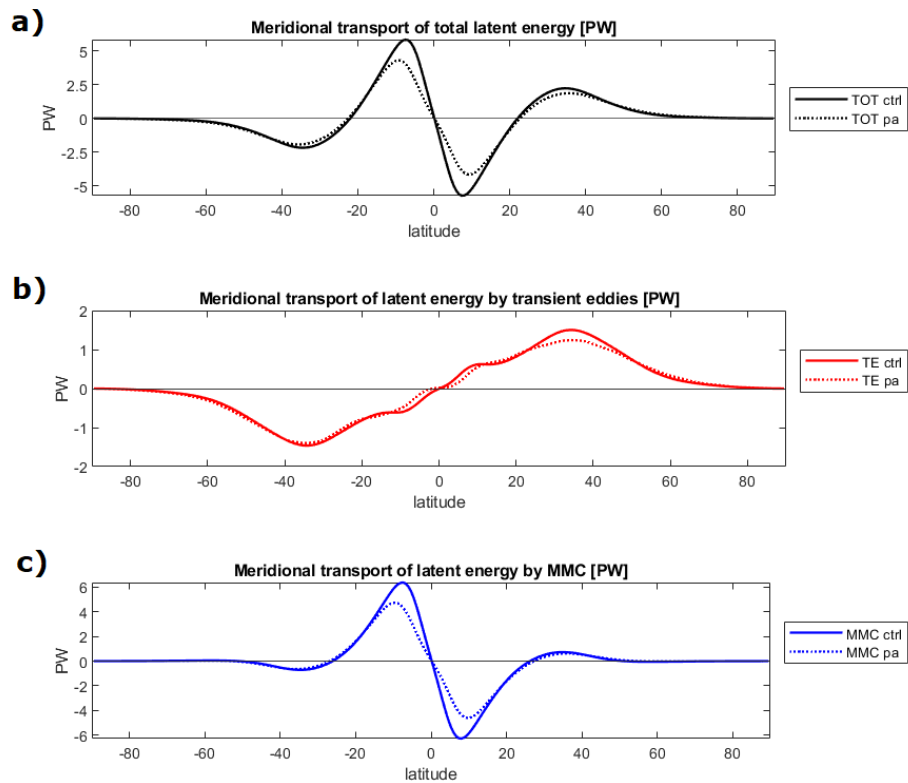 a)
Meridional transport of total latent energy [PW]
5
2.5
0
-2.5
-5
PW
-80 -60 -40 -20 0 20 40 60 80
latitude
TOT ctrl
TOT pa
b)
Meridional transport of latent energy by transient eddies [PW]
2
1
0
-1
-2
PW
-80 -60 -40 -20 0 20 40 60 80
latitude
TE ctrl
TE pa
c)
Meridional transport of latent energy by MMC [PW]
6
4
2
0
-2
-4
-6
PW
-80 -60 -40 -20 0 20 40 60 80
latitude
MMC ctrl
MMC pa